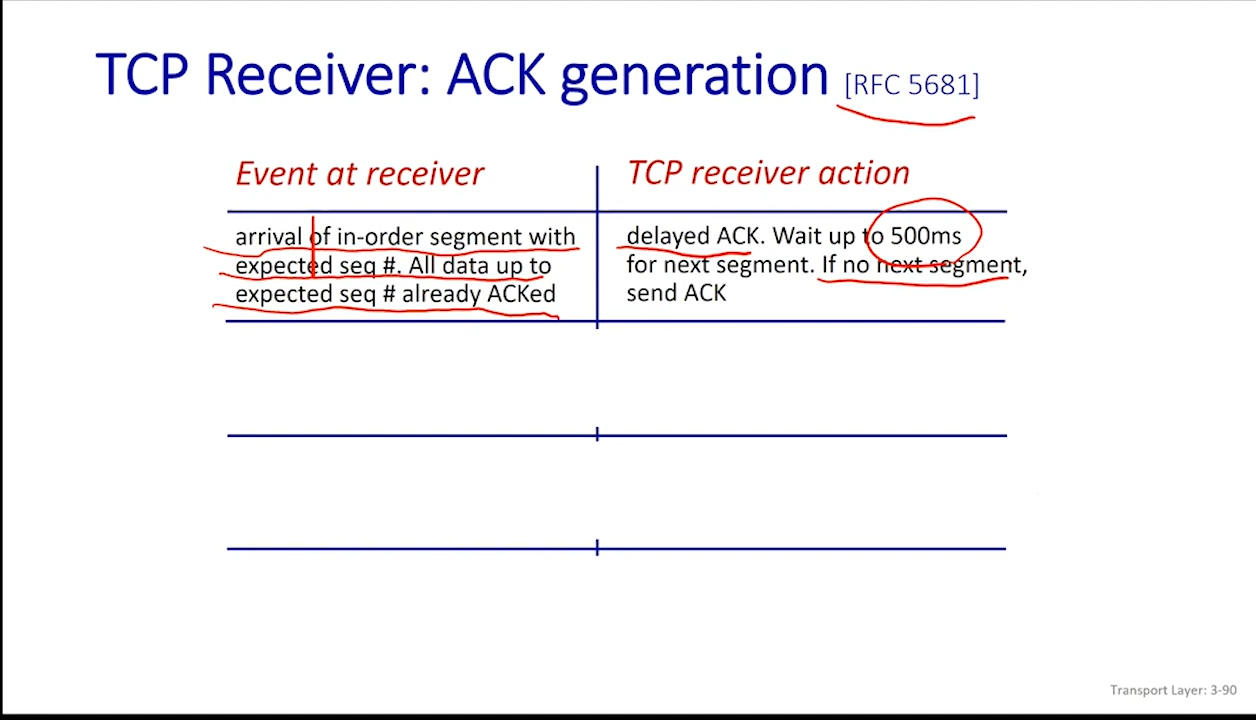 TCP Receiver: ACK generation [RFC 5681]
Event at receiver
TCP receiver action
arrival of in-order segment with
expected seq #. All data up to
expected seq # already ACKed
delayed ACK. Wait up to 500ms
for next segment. If no next segment,
send ACK
Transport Layer: 3-90